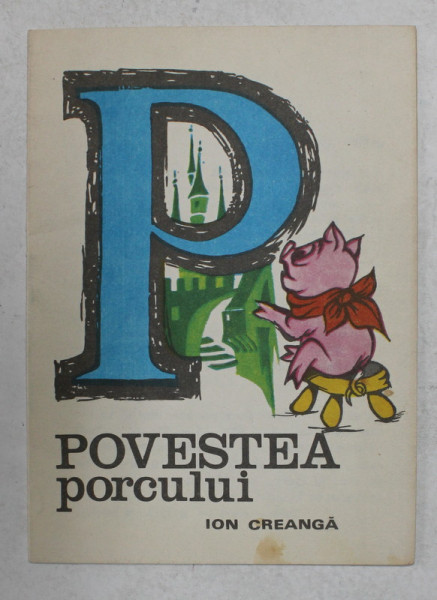 P
POVESTEA
porcului
ION CREANGĂ